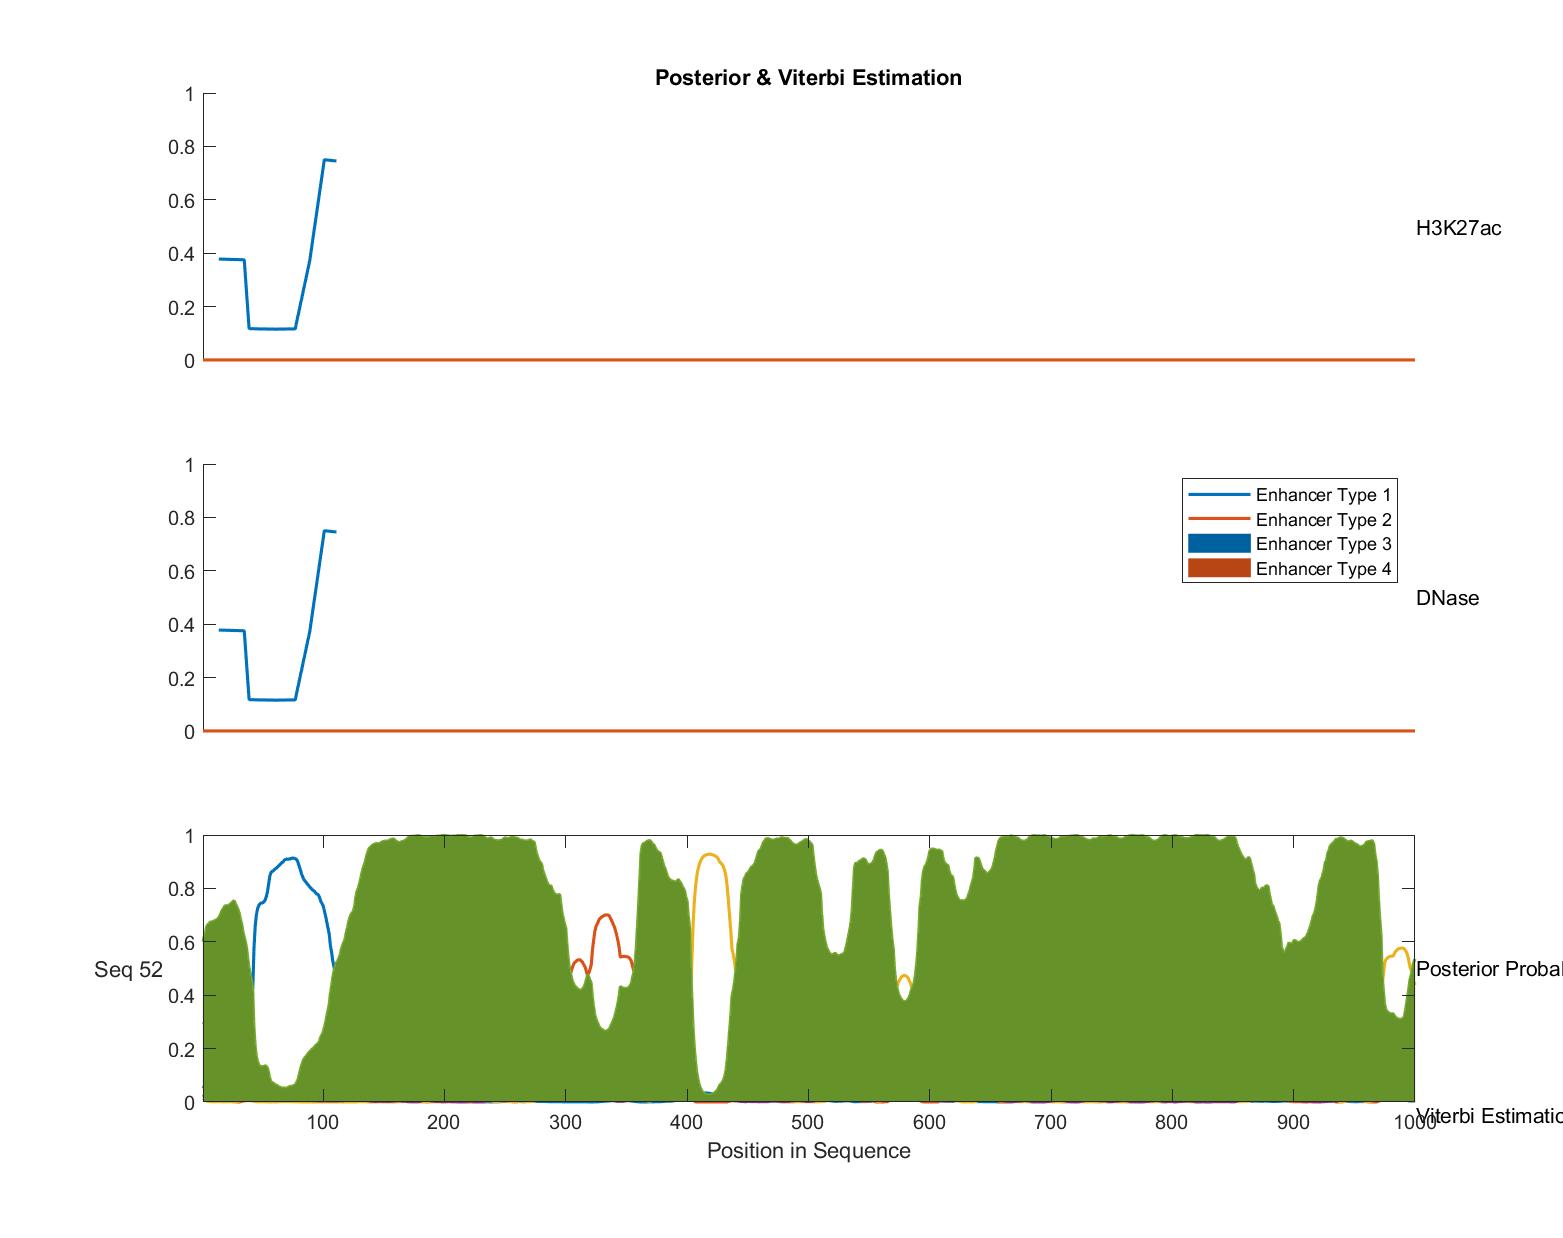 Posterior & Viterbi Estimation
1
0.8
0.6
0.4
0.2
0
H3K27ac
1
0.8
0.6
0.4
0.2
0
Enhancer Type 1
Enhancer Type 2
Enhancer Type 3
Enhancer Type 4
DNase
1
0.8
0.6
0.4
0.2
0
Seq 52
Posterior Probal
Viterbi Estimatic
100 200 300 400 500 600 700 800 900 1000
Position in Sequence